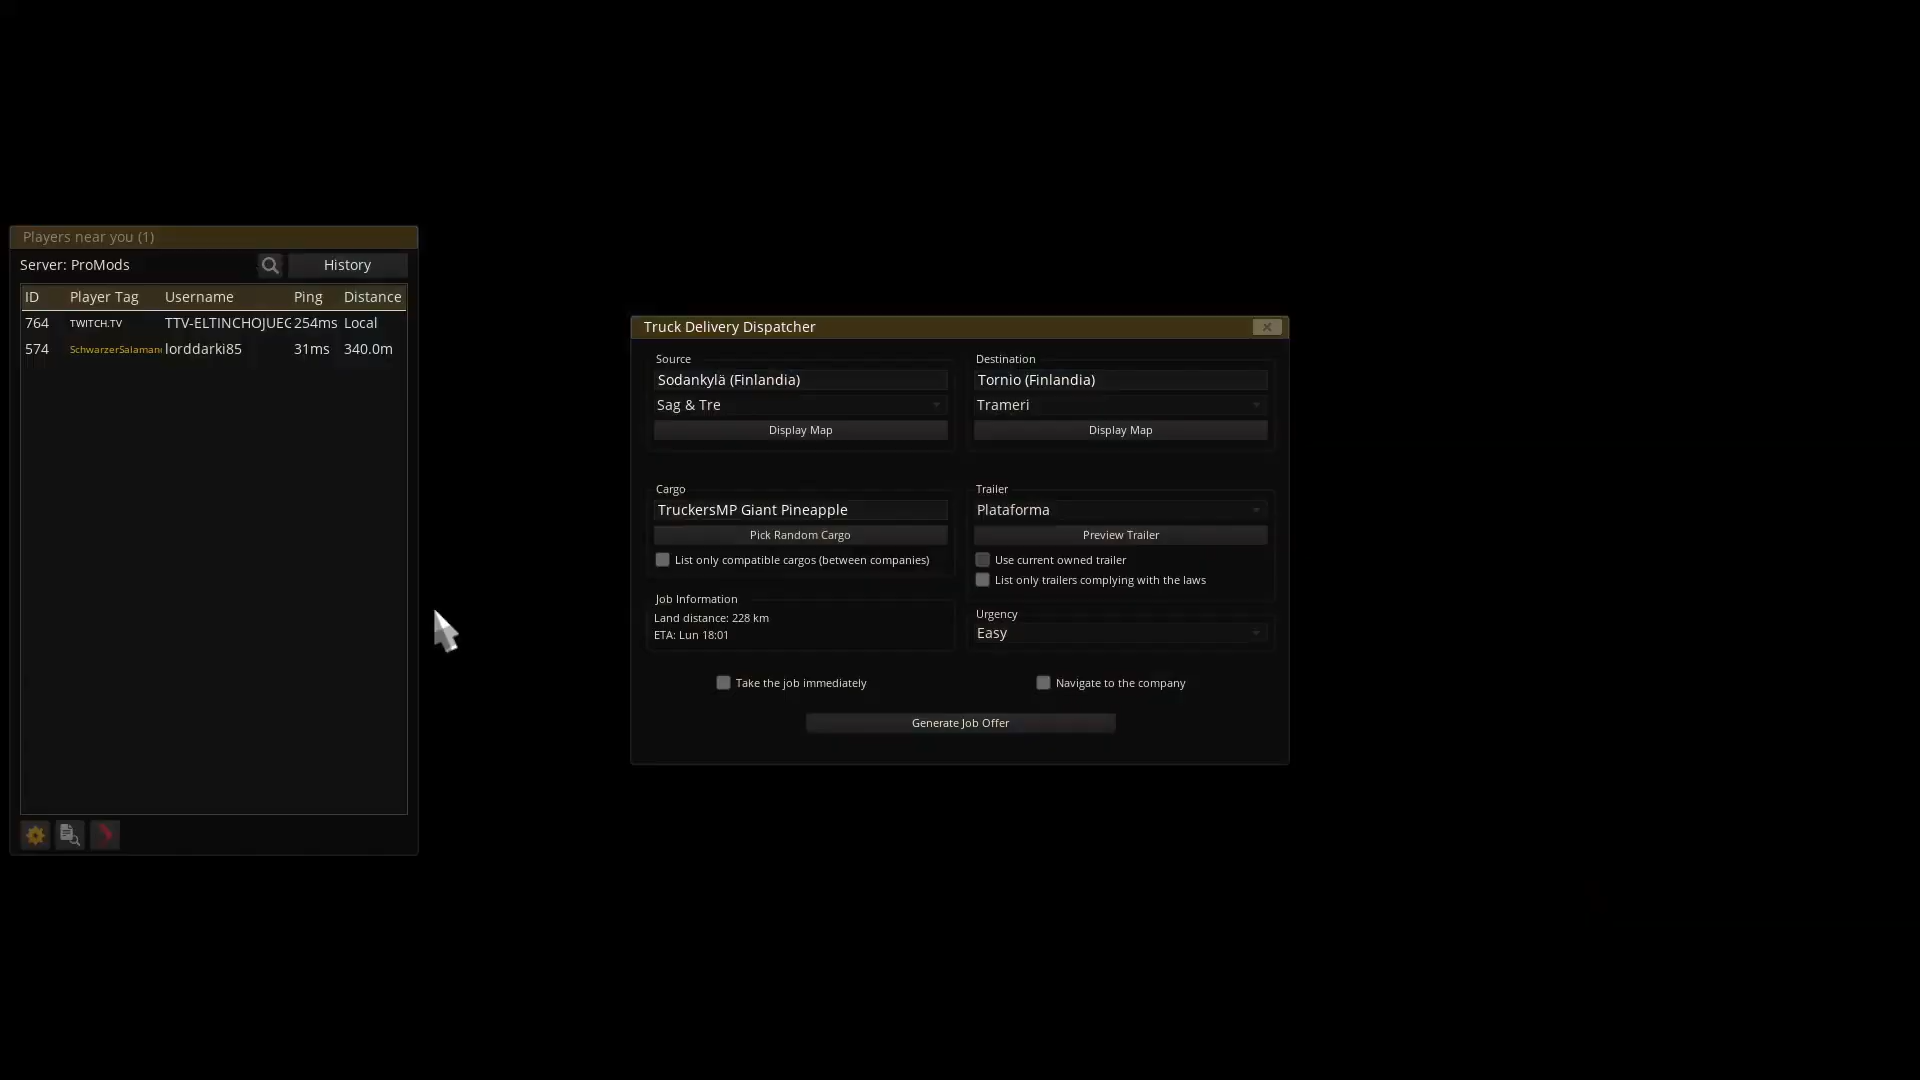 Players near you (1)
Server: ProMods
History
ID Player Tag Username Ping Distance
764 TWITCH.TV TTV-ELTINCHOJUEG 254ms Local
574 SchwarzerSalaman lorddarki85 31ms 340.0m
Truck Delivery Dispatcher
Source
Sodankylä (Finlandia)
Sag & Tre
Display Map
Destination
Tornio (Finlandia)
Trameri
Display Map
Cargo
TruckersMP Giant Pineapple
Pick Random Cargo
List only compatible cargos (between companies)
Trailer
Plataforma
Preview Trailer
Use current owned trailer
List only trailers complying with the laws
Job Information
Land distance: 228 km
ETA: Lun 18:01
Urgency
Easy
Take the job immediately
Navigate to the company
Generate Job Offer